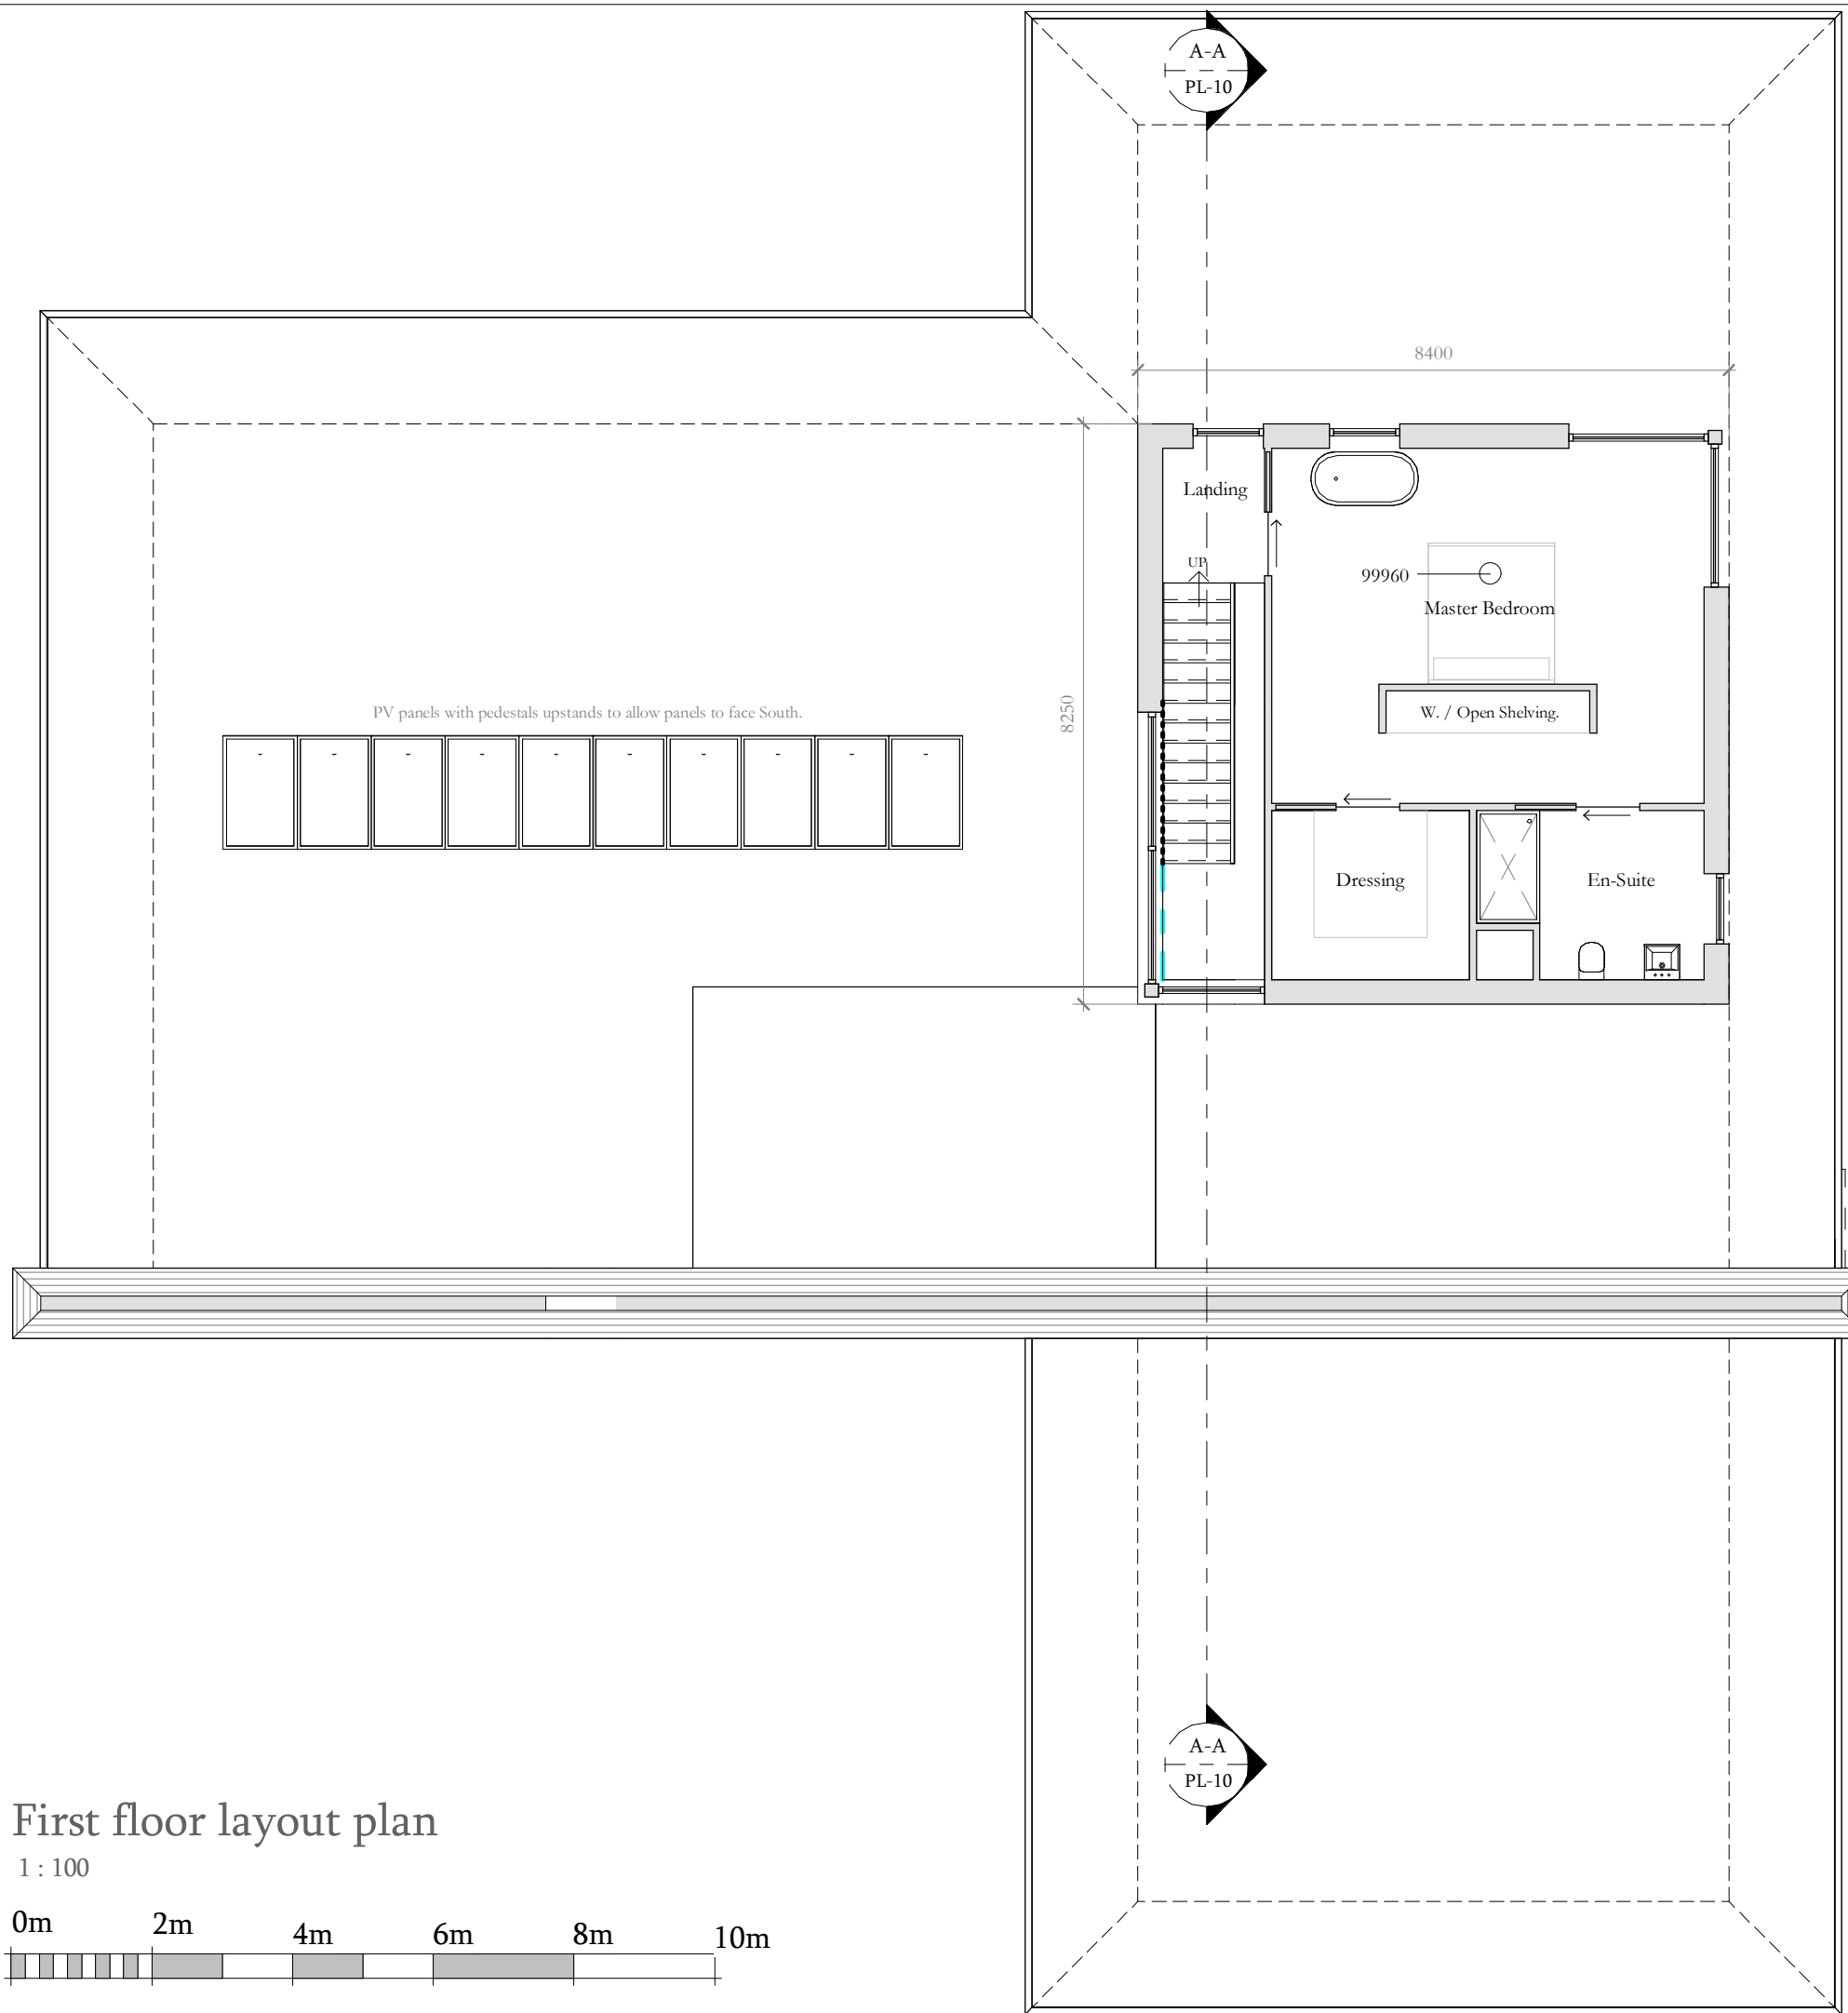 A-A
PL-10
8400
Landing
UP
99960
Master Bedroom
W. / Open Shelving.
8250
PV panels with pedestals upstands to allow panels to face South.
Dressing
En-Suite
A-A
PL-10
First floor layout plan
1 : 100
0m 2m 4m 6m 8m 10m